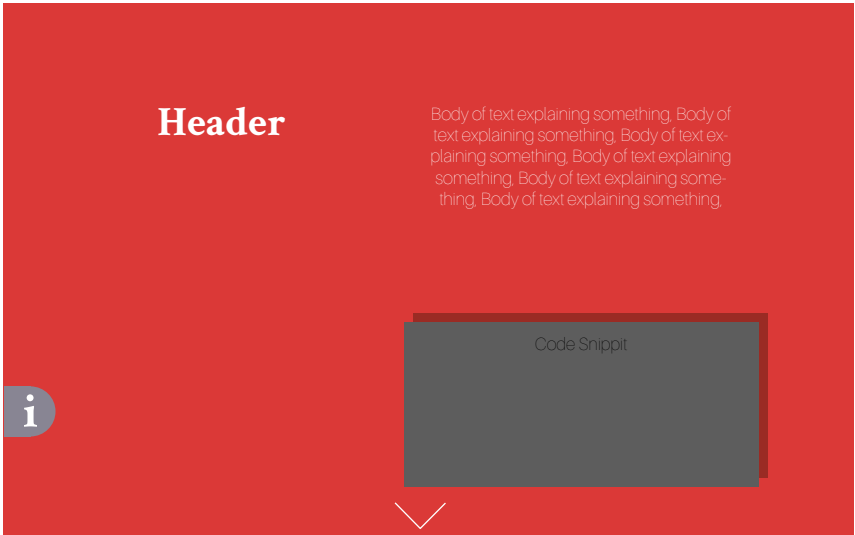 Header
Body of text explaining something, Body of
text explaining something, Body of text ex-
plaining something, Body of text explaining
something, Body of text explaining some-
thing, Body of text explaining something,
Code Snippit
i